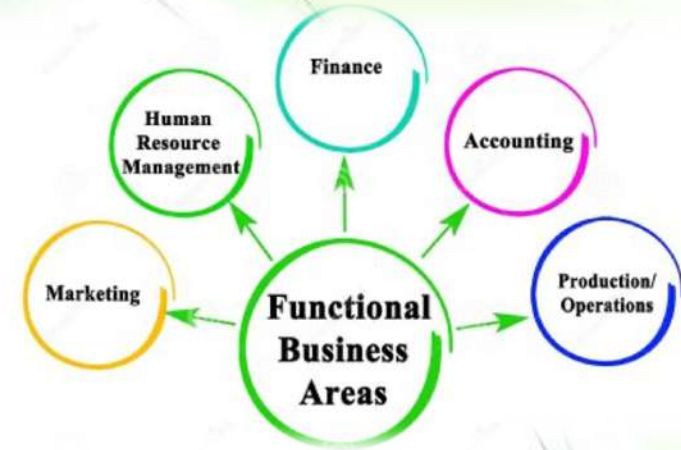 Finance
Human
Resource
Management
Accounting
Marketing
Production/
Operations
Functional
Business
Areas